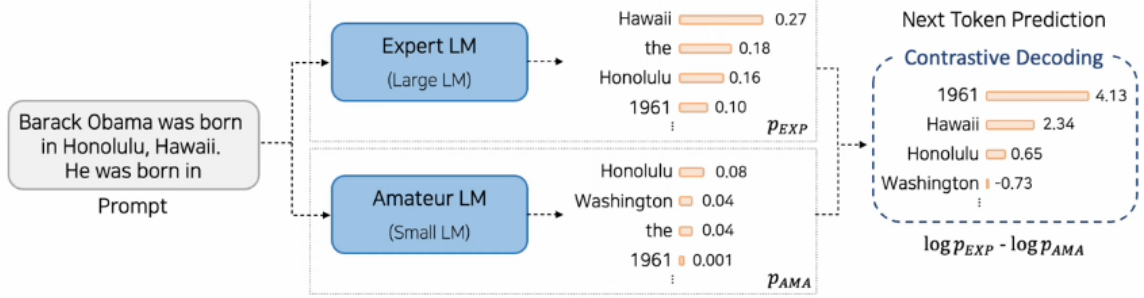 Barack Obama was born
in Honolulu, Hawaii.
He was born in
Prompt
Expert LM
(Large LM)
Hawaii 0.27
the 0.18
Honolulu 0.16
1961 0.10
⋮
p_EXP
Amateur LM
(Small LM)
Honolulu 0.08
Washington 0.04
the 0.04
1961 0.001
⋮
p_AMA
Next Token Prediction
Contrastive Decoding
1961 4.13
Hawaii 2.34
Honolulu 0.65
Washington -0.73
⋮
log p_EXP - log p_AMA